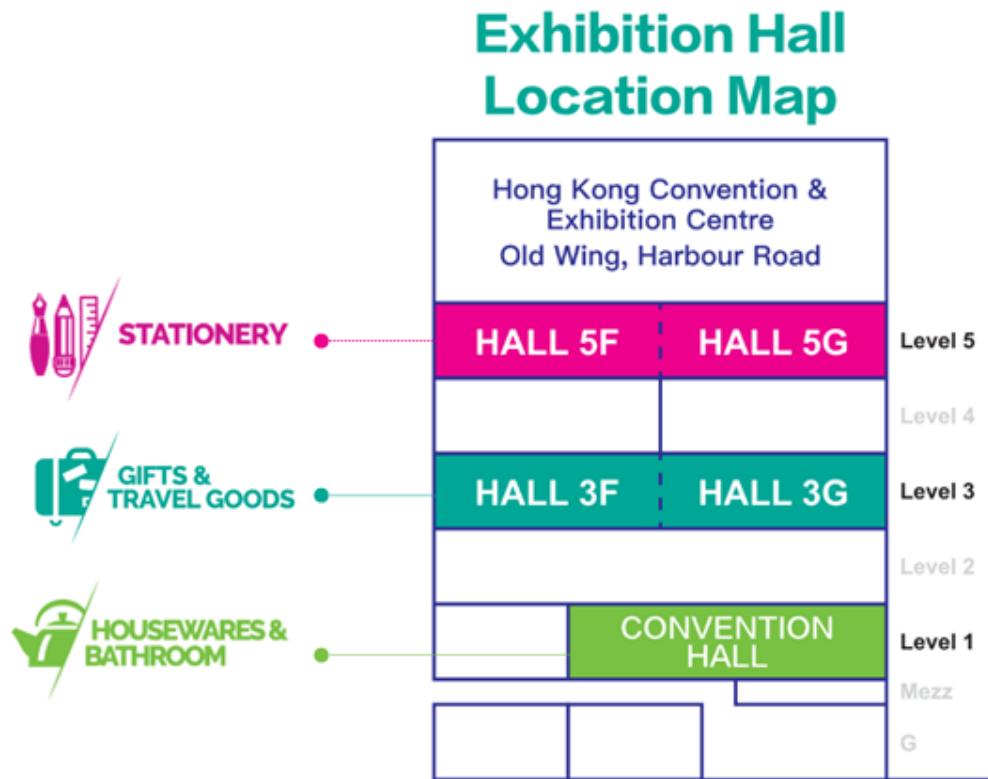 Exhibition Hall
Location Map
Hong Kong Convention &
Exhibition Centre
Old Wing, Harbour Road
STATIONERY
HALL 5F
HALL 5G
Level 5
Level 4
GIFTS &
TRAVEL GOODS
HALL 3F
HALL 3G
Level 3
Level 2
HOUSEWARES &
BATHROOM
CONVENTION
HALL
Level 1
Mezz
G